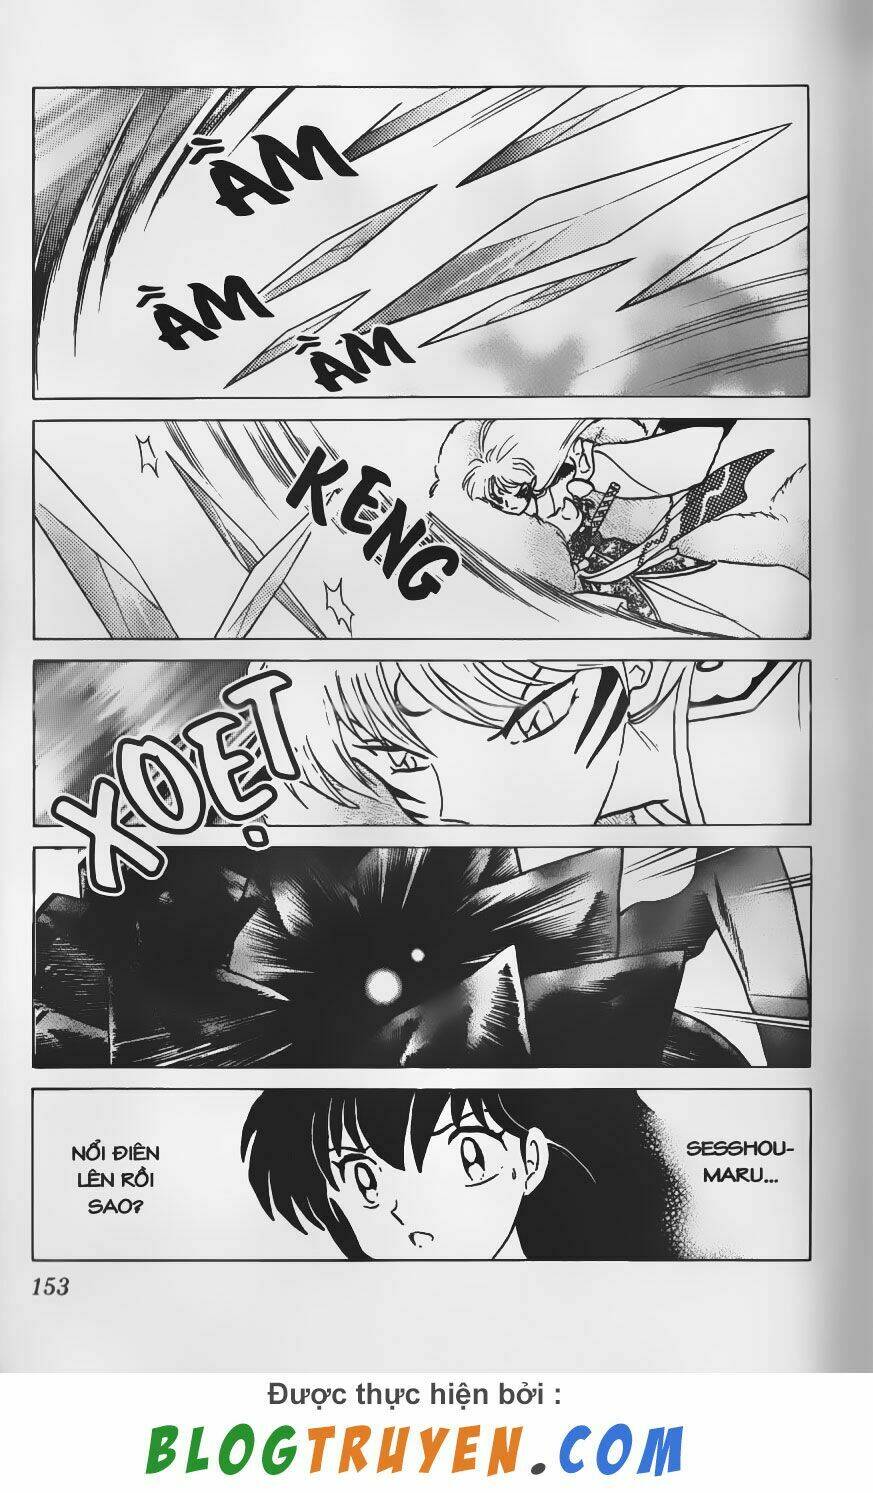 ẦM
ẦM
ẦM
KENG
XOẸT
SESSHOU-
MARU...
NỔI ĐIÊN
LÊN RỒI
SAO?
153
Được thực hiện bởi :
BLOGTRUYEN.COM